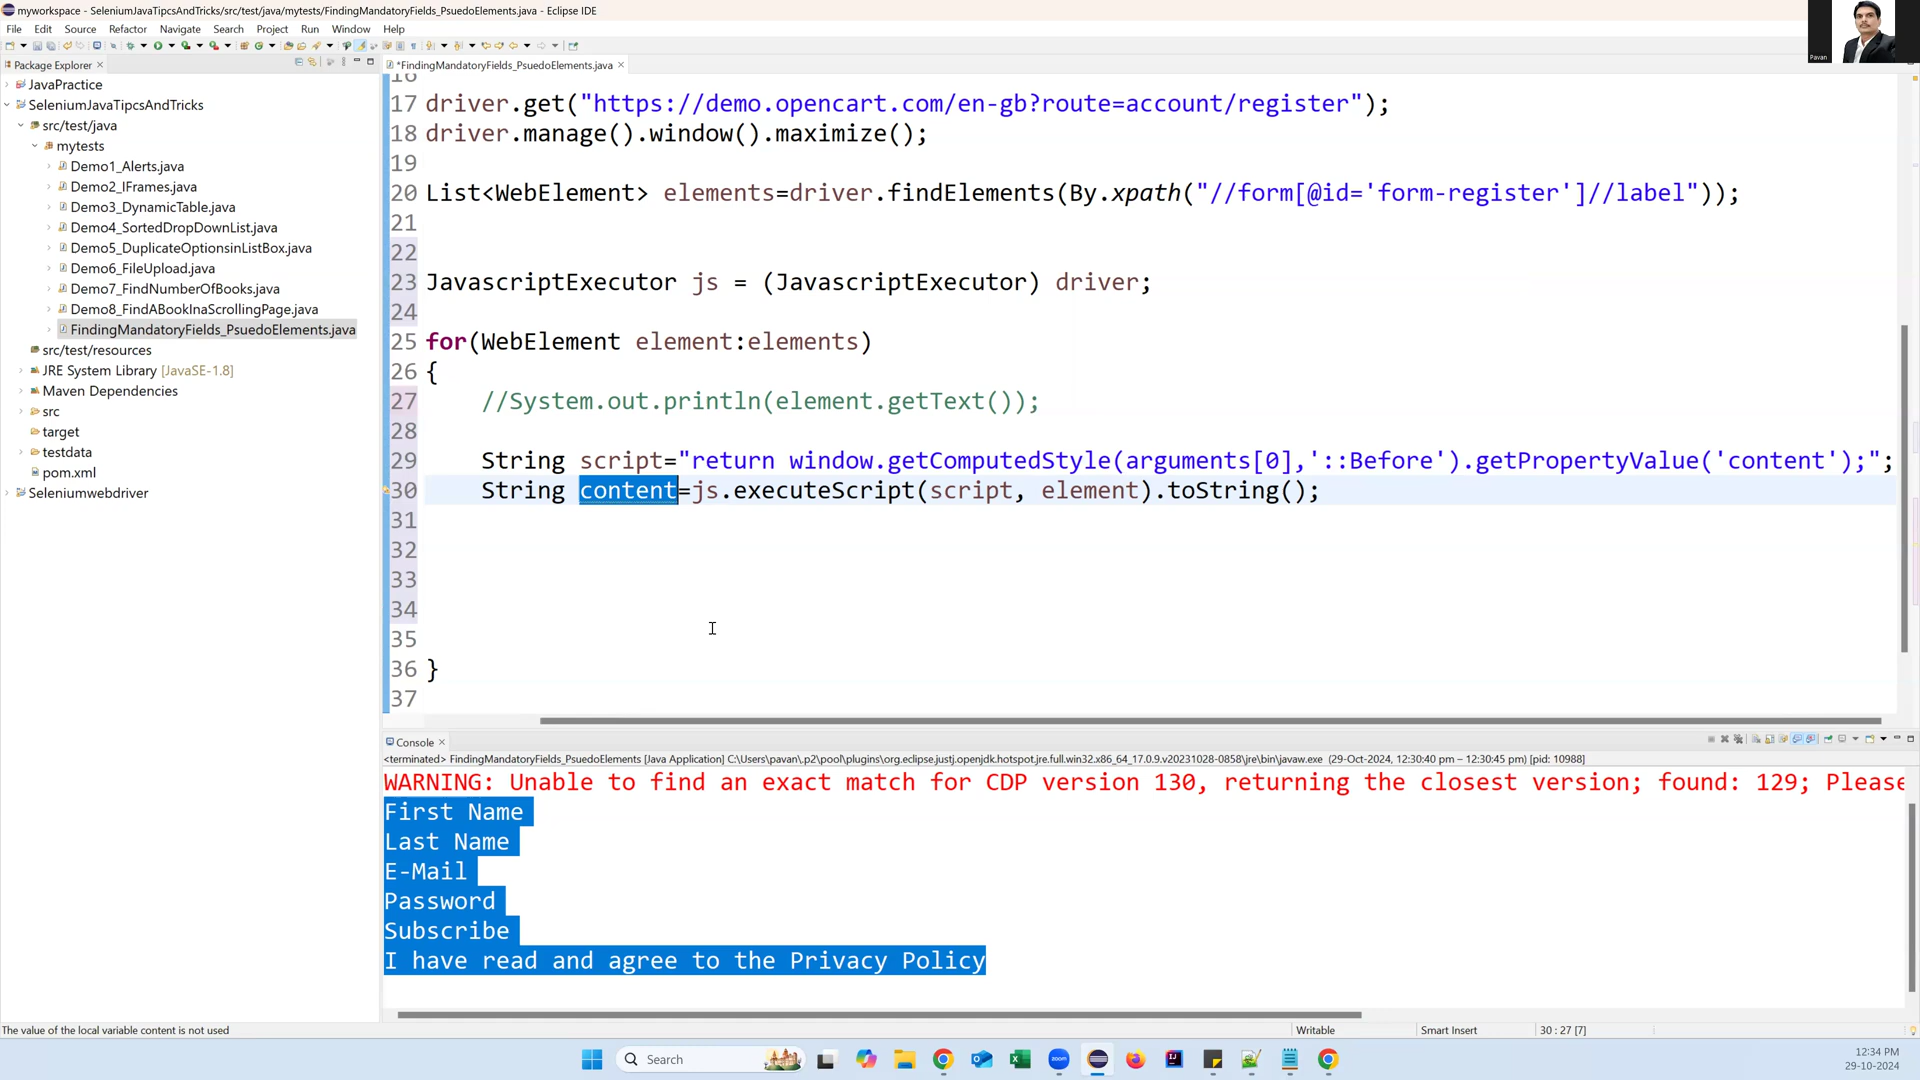 myworkspace - SeleniumJavaTipcsAndTricks/src/test/java/mytests/FindingMandatoryFields_PsuedoElements.java - Eclipse IDE
File Edit Source Refactor Navigate Search Project Run Window Help
Package Explorer
*FindingMandatoryFields_PsuedoElements.java
JavaPractice
SeleniumJavaTipcsAndTricks
src/test/java
mytests
Demo1_Alerts.java
Demo2_IFrames.java
Demo3_DynamicTable.java
Demo4_SortedDropDownList.java
Demo5_DuplicateOptionsinListBox.java
Demo6_FileUpload.java
Demo7_FindNumberOfBooks.java
Demo8_FindABookInaScrollingPage.java
FindingMandatoryFields_PsuedoElements.java
src/test/resources
JRE System Library [JavaSE-1.8]
Maven Dependencies
src
target
testdata
pom.xml
Seleniumwebdriver
16
17 driver.get("https://demo.opencart.com/en-gb?route=account/register");
18 driver.manage().window().maximize();
19
20 List<WebElement> elements=driver.findElements(By.xpath("//form[@id='form-register']//label"));
21
22
23 JavascriptExecutor js = (JavascriptExecutor) driver;
24
25 for(WebElement element:elements)
26 {
27 //System.out.println(element.getText());
28
29 String script="return window.getComputedStyle(arguments[0],'::Before').getPropertyValue('content');";
30 String content=js.executeScript(script, element).toString();
31
32
33
34
35
36 }
37
Pavan
Console
<terminated> FindingMandatoryFields_PsuedoElements [Java Application] C:\Users\pavan\.p2\pool\plugins\org.eclipse.justj.openjdk.hotspot.jre.full.win32.x86_64_17.0.9.v20231028-0858\jre\bin\javaw.exe (29-Oct-2024, 12:30:40 pm – 12:30:45 pm) [pid: 10988]
WARNING: Unable to find an exact match for CDP version 130, returning the closest version; found: 129; Please
First Name
Last Name
E-Mail
Password
Subscribe
I have read and agree to the Privacy Policy
The value of the local variable content is not used
Writable
Smart Insert
30 : 27 [7]
Search
12:34 PM
29-10-2024